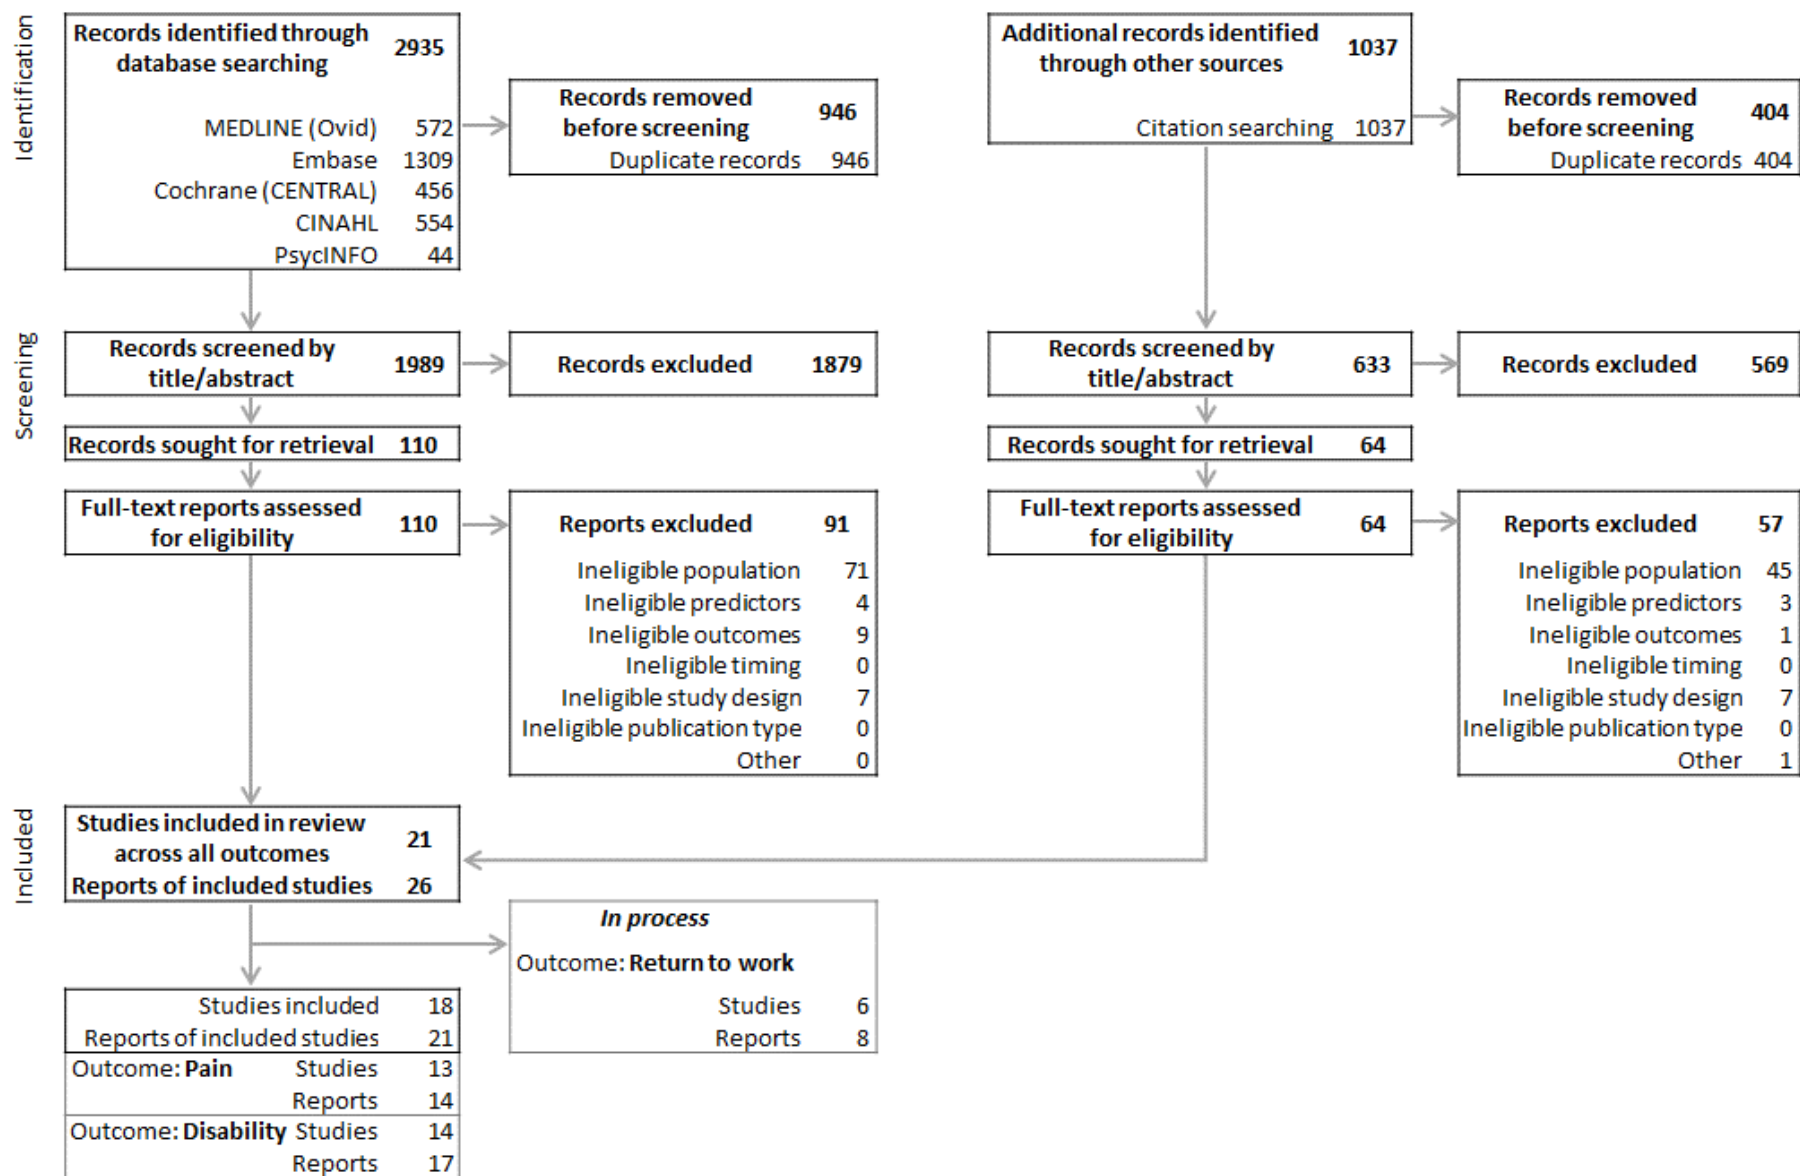 Identification
Records identified through 2935
database searching
MEDLINE (Ovid) 572
Embase 1309
Cochrane (CENTRAL) 456
CINAHL 554
PsycINFO 44
Records removed 946
before screening
Duplicate records 946
Additional records identified 1037
through other sources
Citation searching 1037
Records removed 404
before screening
Duplicate records 404
Screening
Records screened by 1989
title/abstract
Records excluded 1879
Records screened by 633
title/abstract
Records excluded 569
Records sought for retrieval 110
Records sought for retrieval 64
Full-text reports assessed 110
for eligibility
Reports excluded 91
Ineligible population 71
Ineligible predictors 4
Ineligible outcomes 9
Ineligible timing 0
Ineligible study design 7
Ineligible publication type 0
Other 0
Full-text reports assessed 64
for eligibility
Reports excluded 57
Ineligible population 45
Ineligible predictors 3
Ineligible outcomes 1
Ineligible timing 0
Ineligible study design 7
Ineligible publication type 0
Other 1
Included
Studies included in review 21
across all outcomes
Reports of included studies 26
In process
Outcome: Return to work
Studies 6
Reports 8
Studies included 18
Reports of included studies 21
Outcome: Pain Studies 13
Reports 14
Outcome: Disability Studies 14
Reports 17